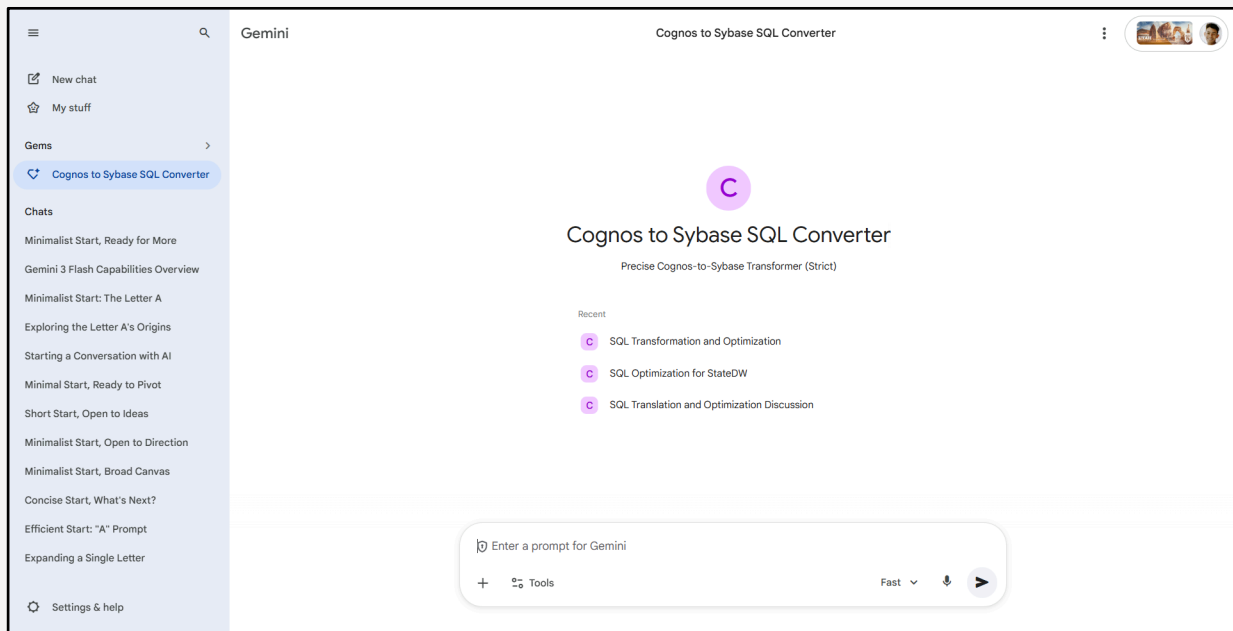 Gemini
Cognos to Sybase SQL Converter
New chat
My stuff
Gems
Cognos to Sybase SQL Converter
Chats
Minimalist Start, Ready for More
Gemini 3 Flash Capabilities Overview
Minimalist Start: The Letter A
Exploring the Letter A's Origins
Starting a Conversation with AI
Minimal Start, Ready to Pivot
Short Start, Open to Ideas
Minimalist Start, Open to Direction
Minimalist Start, Broad Canvas
Concise Start, What's Next?
Efficient Start: "A" Prompt
Expanding a Single Letter
Settings & help
C
Cognos to Sybase SQL Converter
Precise Cognos-to-Sybase Transformer (Strict)
Recent
C SQL Transformation and Optimization
C SQL Optimization for StateDW
C SQL Translation and Optimization Discussion
Enter a prompt for Gemini
Tools
Fast